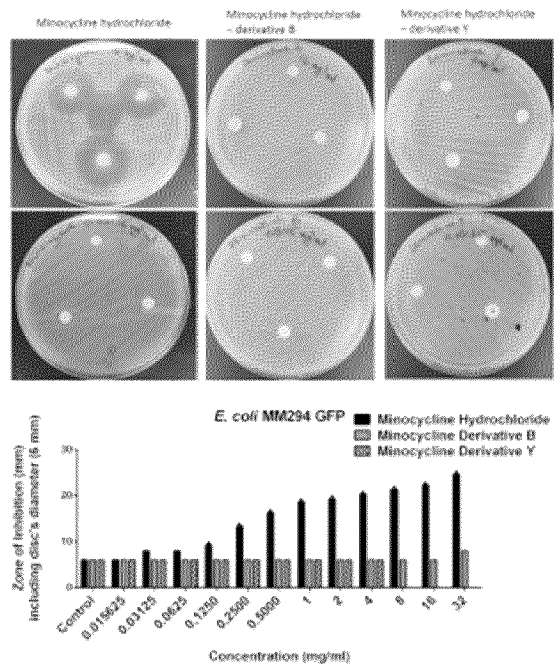 Minocycline hydrochloride
Minocycline hydrochloride
– derivative B
Minocycline hydrochloride
– derivative Y
E. coli MM294 GFP
Minocycline Hydrochloride
Minocycline Derivative B
Minocycline Derivative Y
Zone of Inhibition (mm)
including disc's diameter (6 mm)
30
20
10
0
Control
0.015625
0.03125
0.0625
0.1250
0.2500
0.5000
1
2
4
8
16
32
Concentration (mg/ml)